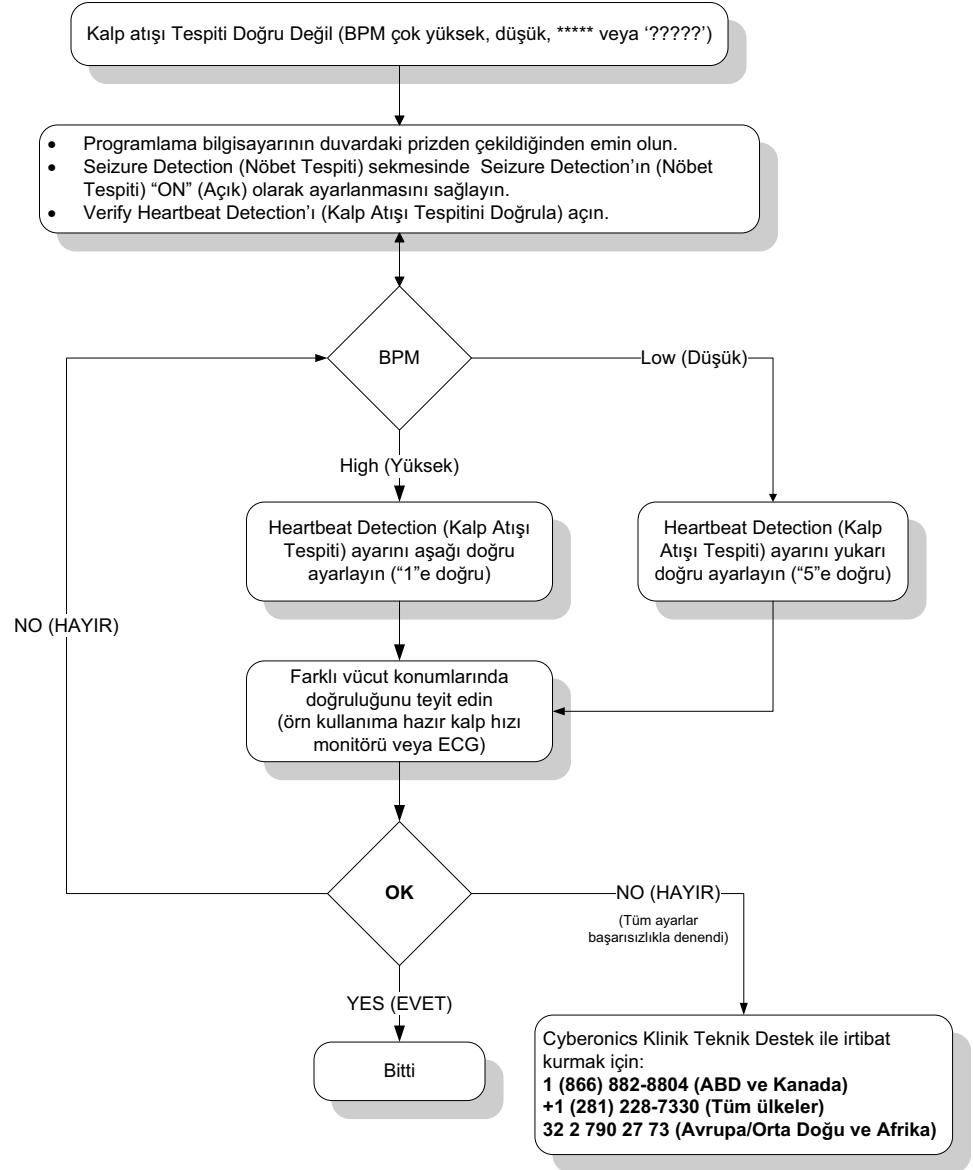 Kalp atışı Tespiti Doğru Değil (BPM çok yüksek, düşük, ***** veya ‘?????’)
• Programlama bilgisayarının duvardaki prizden çekildiğinden emin olun.
• Seizure Detection (Nöbet Tespiti) sekmesinde Seizure Detection’ın (Nöbet
Tespiti) “ON” (Açık) olarak ayarlanmasını sağlayın.
• Verify Heartbeat Detection’ı (Kalp Atışı Tespitini Doğrula) açın.
BPM
Low (Düşük)
High (Yüksek)
Heartbeat Detection (Kalp Atışı
Tespiti) ayarını aşağı doğru
ayarlayın (“1”e doğru)
Heartbeat Detection (Kalp
Atışı Tespiti) ayarını yukarı
doğru ayarlayın (“5”e doğru)
NO (HAYIR)
Farklı vücut konumlarında
doğruluğunu teyit edin
(örn kullanıma hazır kalp hızı
monitörü veya ECG)
OK
NO (HAYIR)
(Tüm ayarlar
başarısızlıkla denendi)
YES (EVET)
Bitti
Cyberonics Klinik Teknik Destek ile irtibat
kurmak için:
1 (866) 882-8804 (ABD ve Kanada)
+1 (281) 228-7330 (Tüm ülkeler)
32 2 790 27 73 (Avrupa/Orta Doğu ve Afrika)